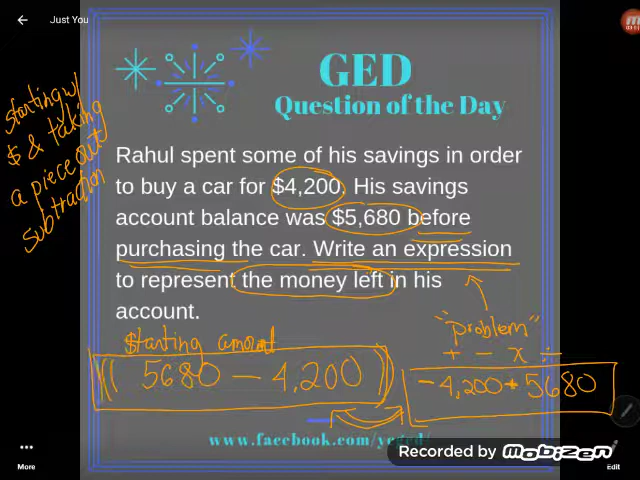 Just You
GED
Question of the Day
starting w/
$ & taking
a piece out
subtraction
Rahul spent some of his savings in order
to buy a car for $4,200. His savings
account balance was $5,680 before
purchasing the car. Write an expression
to represent the money left in his
account.
starting amount
((5680 - 4,200))
"problem"
+ - x ÷
-4,200 + 5680
www.facebook.com/ycged/
Recorded by MOBIZEN
More
Edit